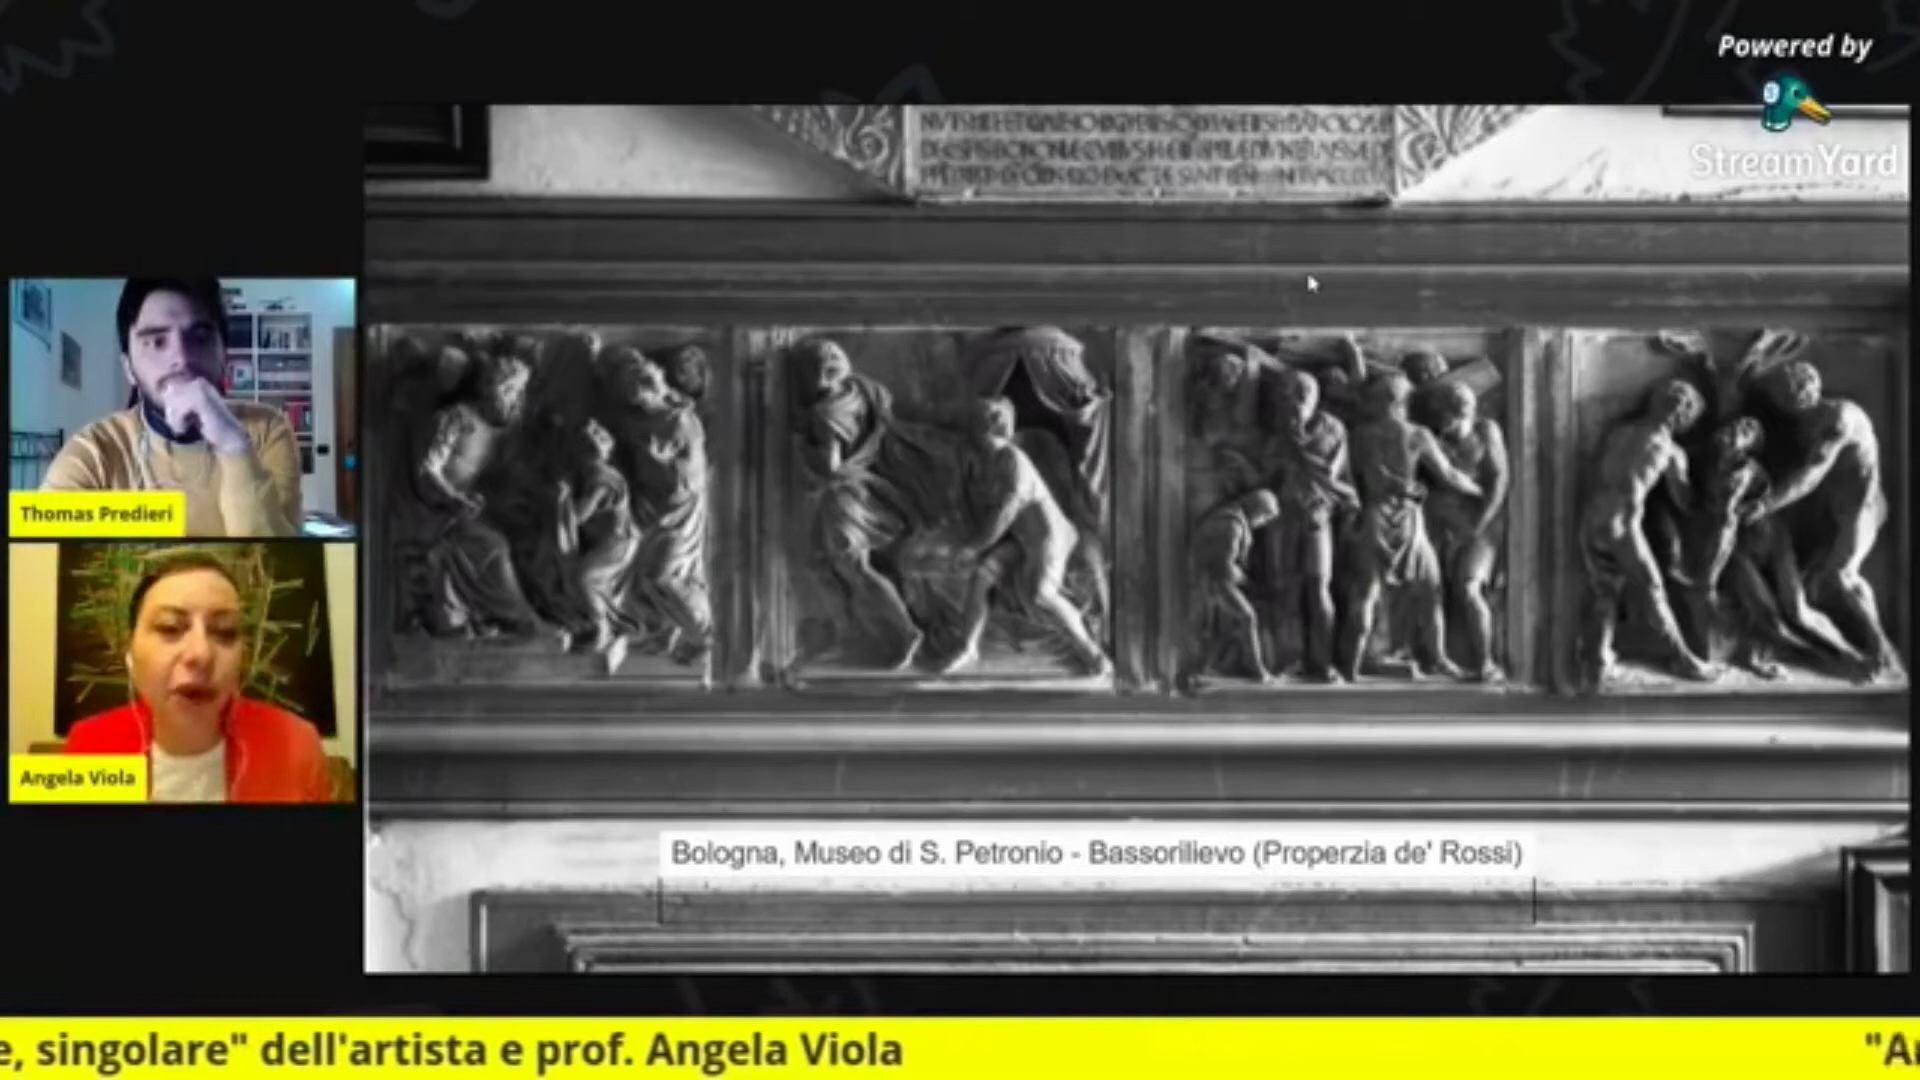 Powered by
StreamYard
Thomas Predieri
Angela Viola
Bologna, Museo di S. Petronio - Bassorilievo (Properzia de' Rossi)
e, singolare" dell'artista e prof. Angela Viola
"Ar